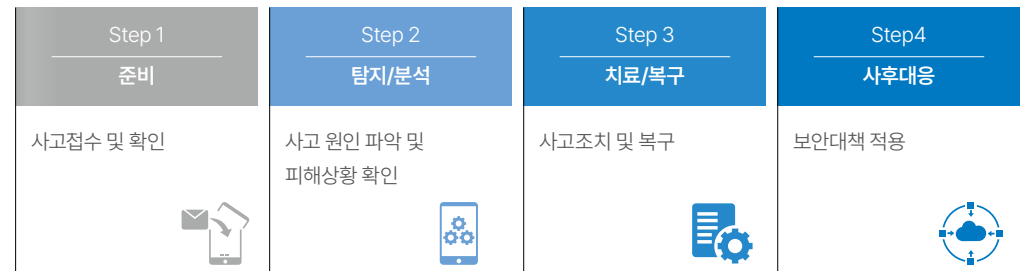 Step 1
준비
사고접수 및 확인
Step 2
탐지/분석
사고 원인 파악 및
피해상황 확인
Step 3
치료/복구
사고조치 및 복구
Step4
사후대응
보안대책 적용